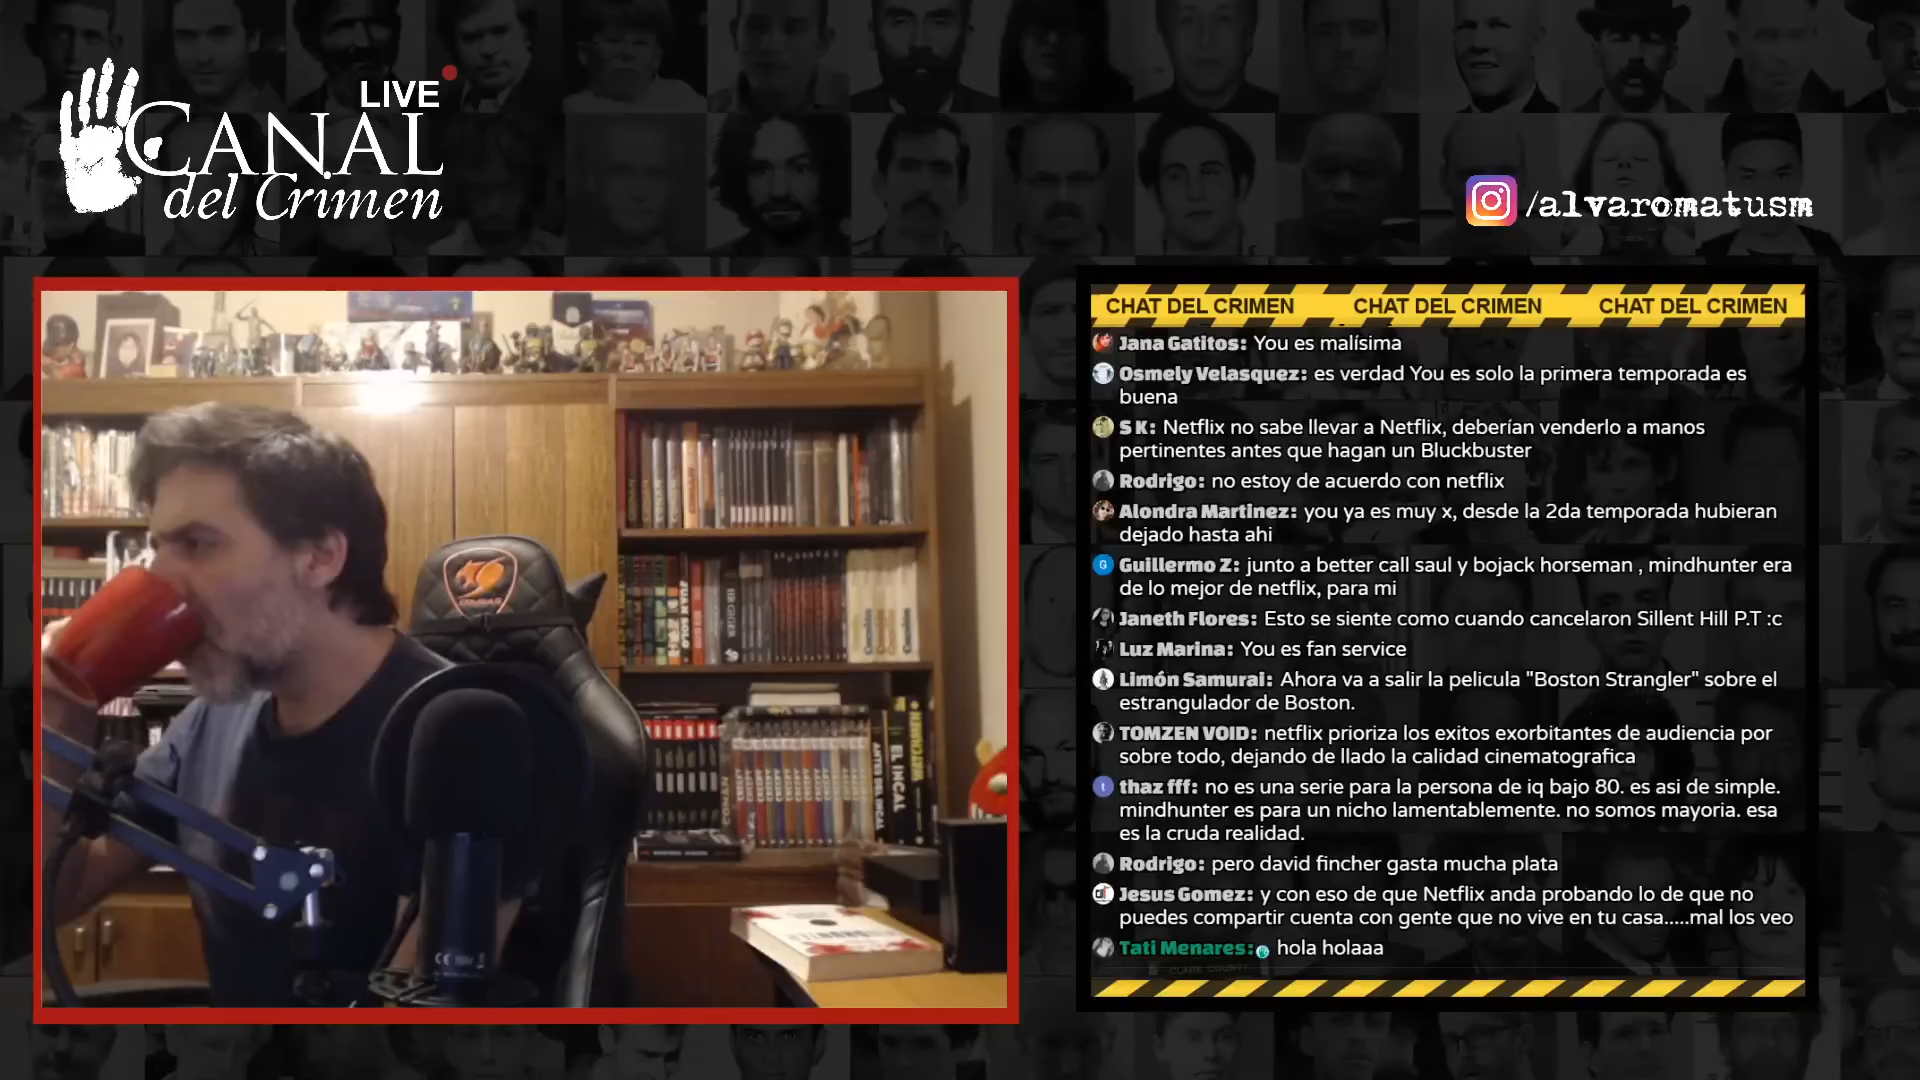 LIVE
CANAL
del Crimen
/alvaromatusm
CHAT DEL CRIMEN CHAT DEL CRIMEN CHAT DEL CRIMEN
Jana Gatitos: You es malísima
Osmely Velasquez: es verdad You es solo la primera temporada es
buena
S K: Netflix no sabe llevar a Netflix, deberían venderlo a manos
pertinentes antes que hagan un Bluckbuster
Rodrigo: no estoy de acuerdo con netflix
Alondra Martinez: you ya es muy x, desde la 2da temporada hubieran
dejado hasta ahi
G Guillermo Z: junto a better call saul y bojack horseman , mindhunter era
de lo mejor de netflix, para mi
Janeth Flores: Esto se siente como cuando cancelaron Sillent Hill P.T :c
Luz Marina: You es fan service
Limón Samurai: Ahora va a salir la pelicula "Boston Strangler" sobre el
estrangulador de Boston.
TOMZEN VOID: netflix prioriza los exitos exorbitantes de audiencia por
sobre todo, dejando de llado la calidad cinematografica
t thaz fff: no es una serie para la persona de iq bajo 80. es asi de simple.
mindhunter es para un nicho lamentablemente. no somos mayoria. esa
es la cruda realidad.
Rodrigo: pero david fincher gasta mucha plata
Jesus Gomez: y con eso de que Netflix anda probando lo de que no
puedes compartir cuenta con gente que no vive en tu casa.....mal los veo
Tati Menares: hola holaaa
COUGAR
JUAN SOLO
HR GIGER
EL INCAL
WATCHMEN
CREEPY